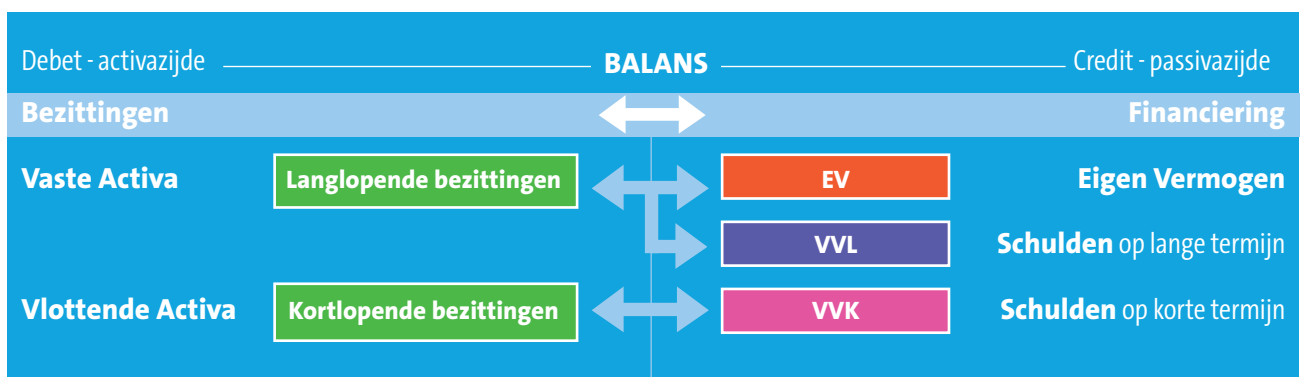 Debet - activazijde BALANS Credit - passivazijde
Bezittingen Financiering
Vaste Activa Langlopende bezittingen EV Eigen Vermogen
VVL Schulden op lange termijn
Vlottende Activa Kortlopende bezittingen VVK Schulden op korte termijn